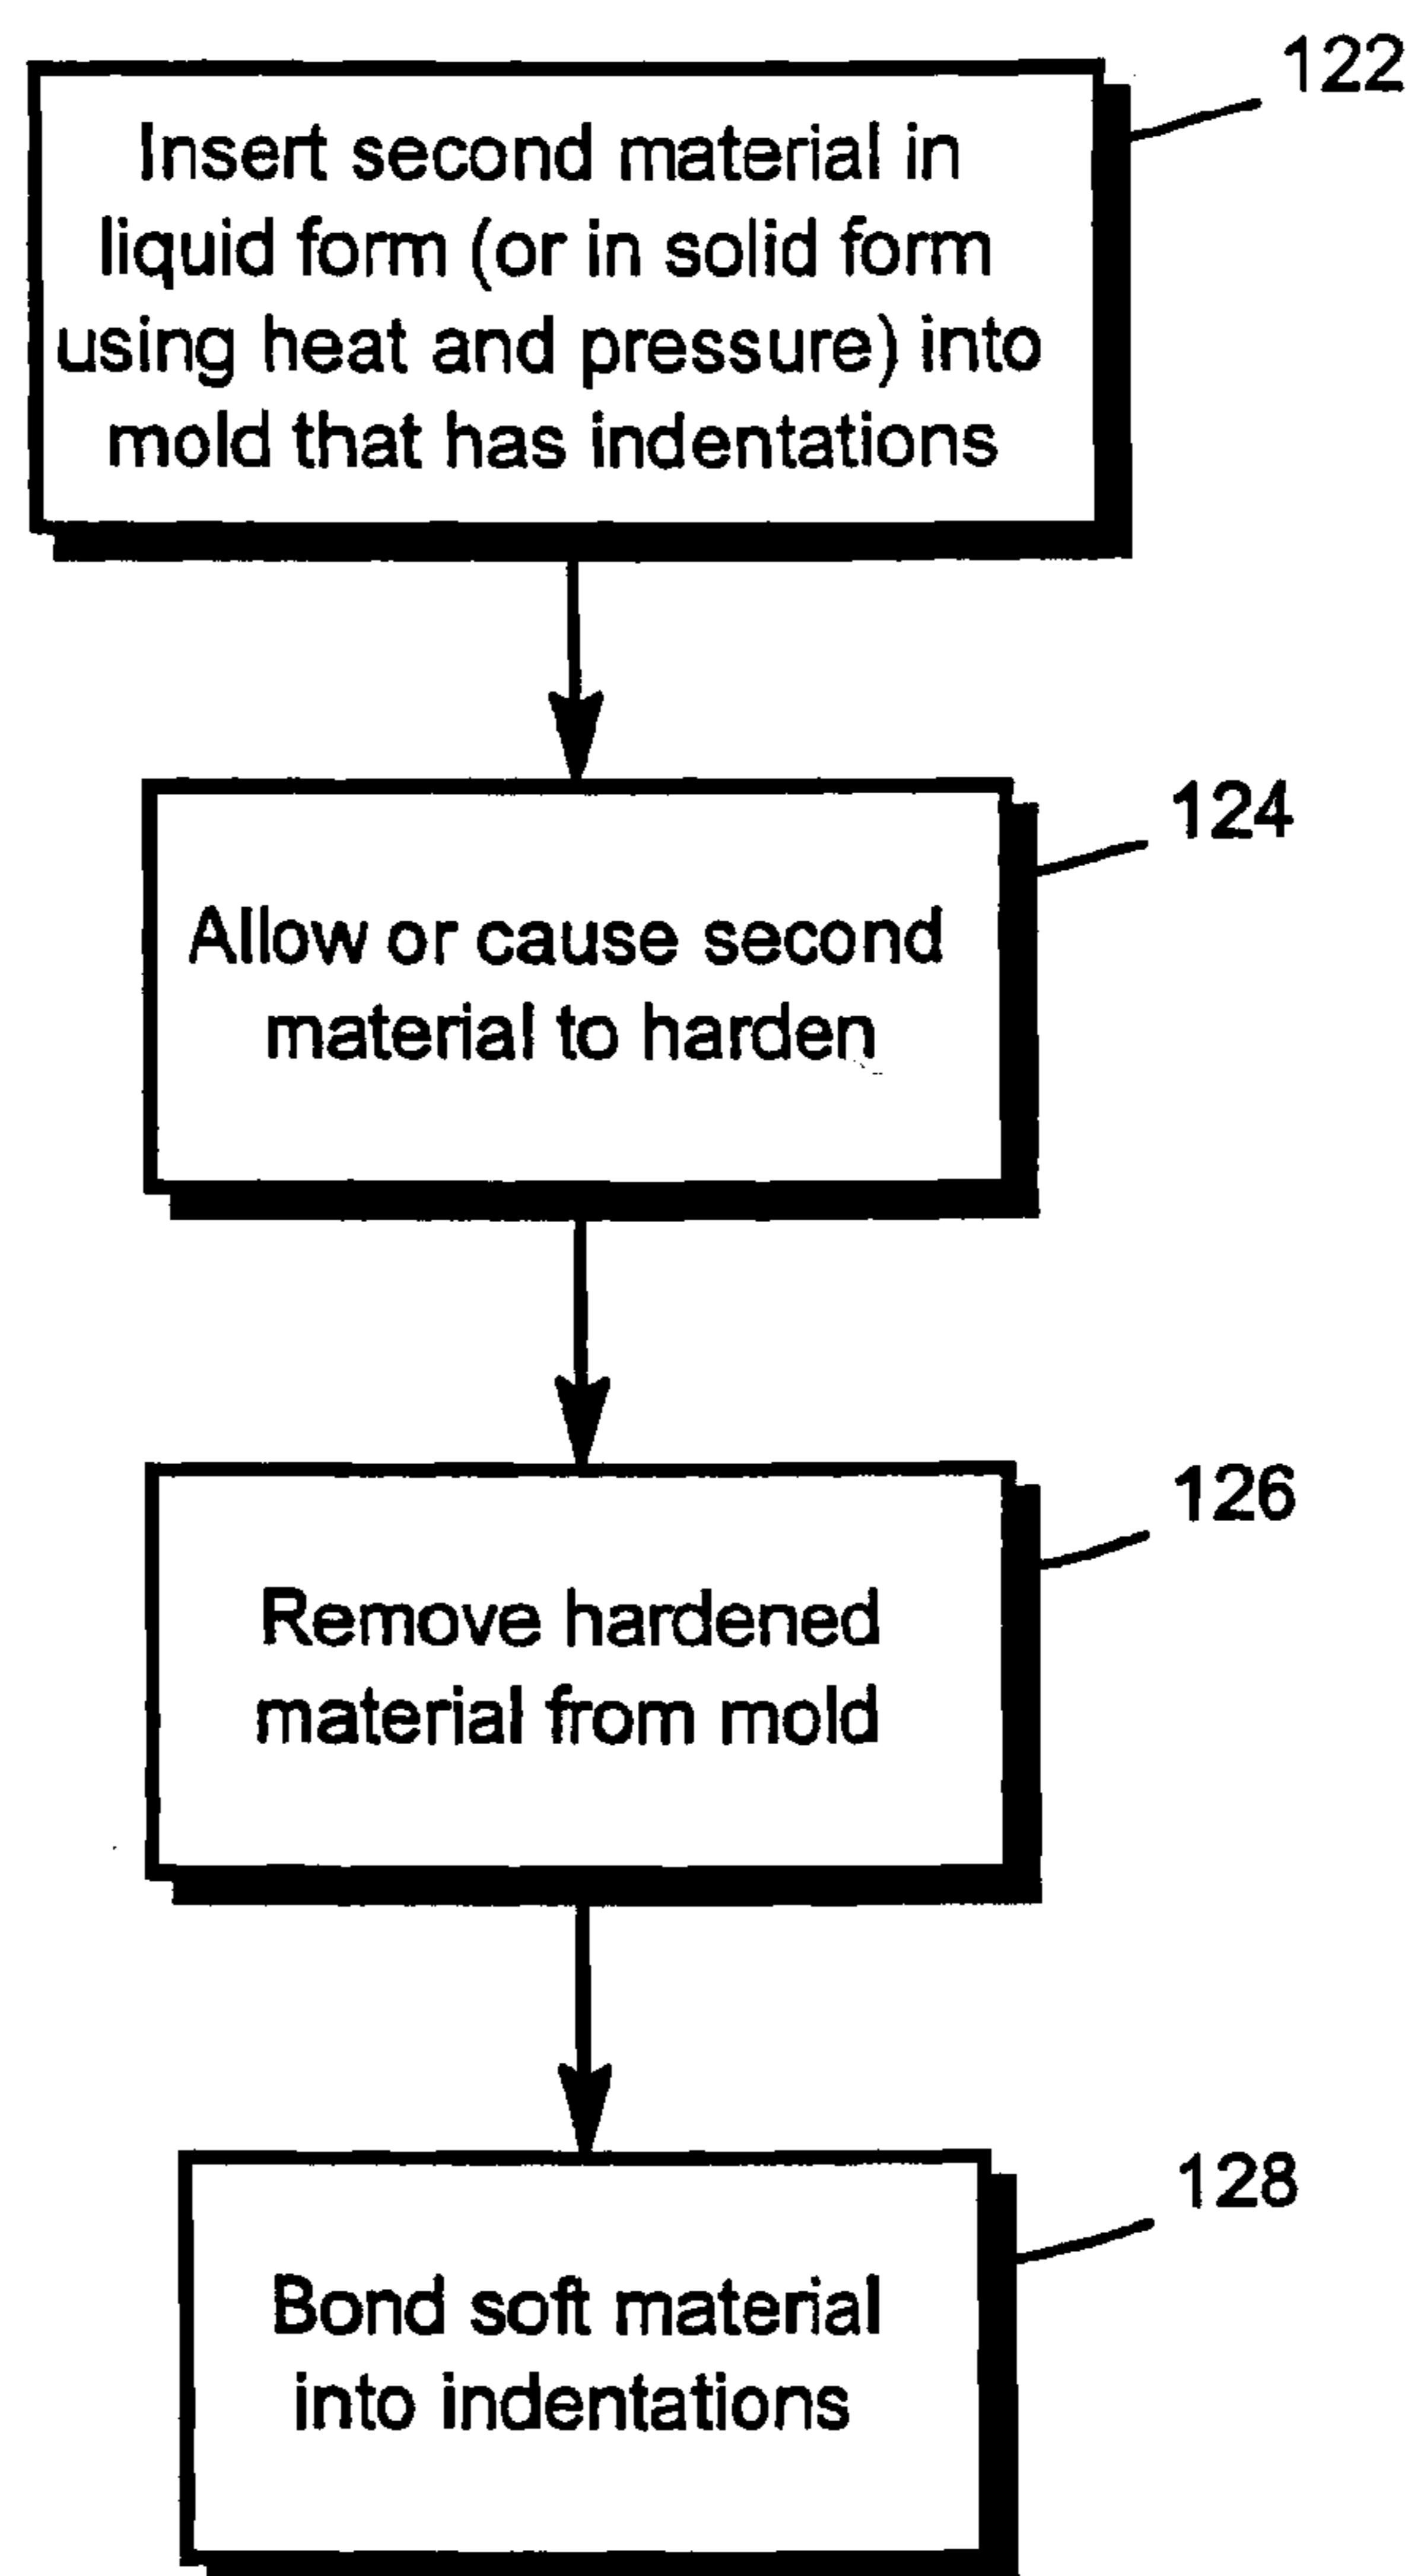 122
Insert second material in
liquid form (or in solid form
using heat and pressure) into
mold that has indentations
124
Allow or cause second
material to harden
126
Remove hardened
material from mold
128
Bond soft material
into indentations